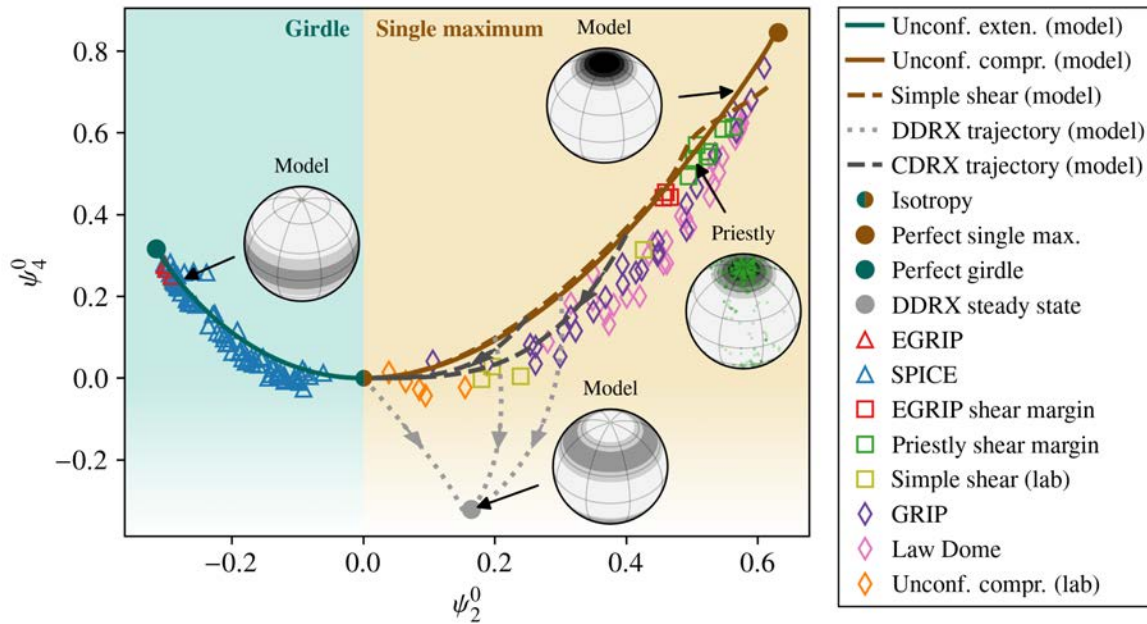 Girdle
Single maximum
Model
Model
Priestly
Model
0.8
0.6
0.4
0.2
0.0
−0.2
−0.2
0.0
0.2
0.4
0.6
ψ₄⁰
ψ₂⁰
Unconf. exten. (model)
Unconf. compr. (model)
Simple shear (model)
DDRX trajectory (model)
CDRX trajectory (model)
Isotropy
Perfect single max.
Perfect girdle
DDRX steady state
EGRIP
SPICE
EGRIP shear margin
Priestly shear margin
Simple shear (lab)
GRIP
Law Dome
Unconf. compr. (lab)